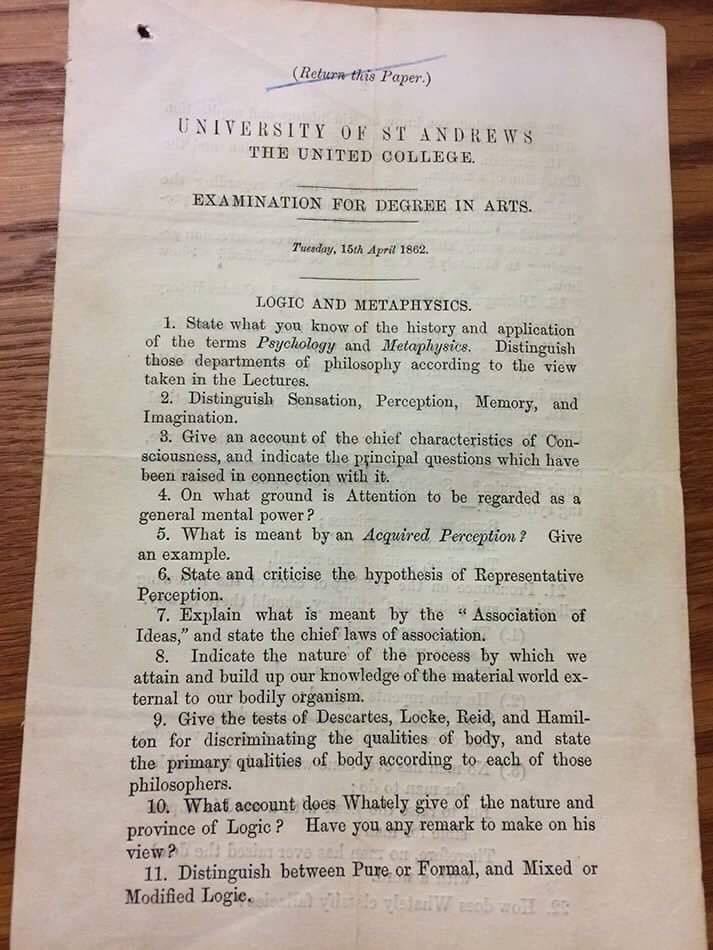 (Return this Paper.)
UNIVERSITY OF ST ANDREWS
THE UNITED COLLEGE.
EXAMINATION FOR DEGREE IN ARTS.
Tuesday, 15th April 1862.
LOGIC AND METAPHYSICS.
1. State what you know of the history and application
of the terms Psychology and Metaphysics. Distinguish
those departments of philosophy according to the view
taken in the Lectures.
2. Distinguish Sensation, Perception, Memory, and
Imagination.
3. Give an account of the chief characteristics of Con-
sciousness, and indicate the principal questions which have
been raised in connection with it.
4. On what ground is Attention to be regarded as a
general mental power?
5. What is meant by an Acquired Perception? Give
an example.
6. State and criticise the hypothesis of Representative
Perception.
7. Explain what is meant by the "Association of
Ideas," and state the chief laws of association.
8. Indicate the nature of the process by which we
attain and build up our knowledge of the material world ex-
ternal to our bodily organism.
9. Give the tests of Descartes, Locke, Reid, and Hamil-
ton for discriminating the qualities of body, and state
the primary qualities of body according to each of those
philosophers.
10. What account does Whately give of the nature and
province of Logic? Have you any remark to make on his
view?
11. Distinguish between Pure or Formal, and Mixed or
Modified Logic.